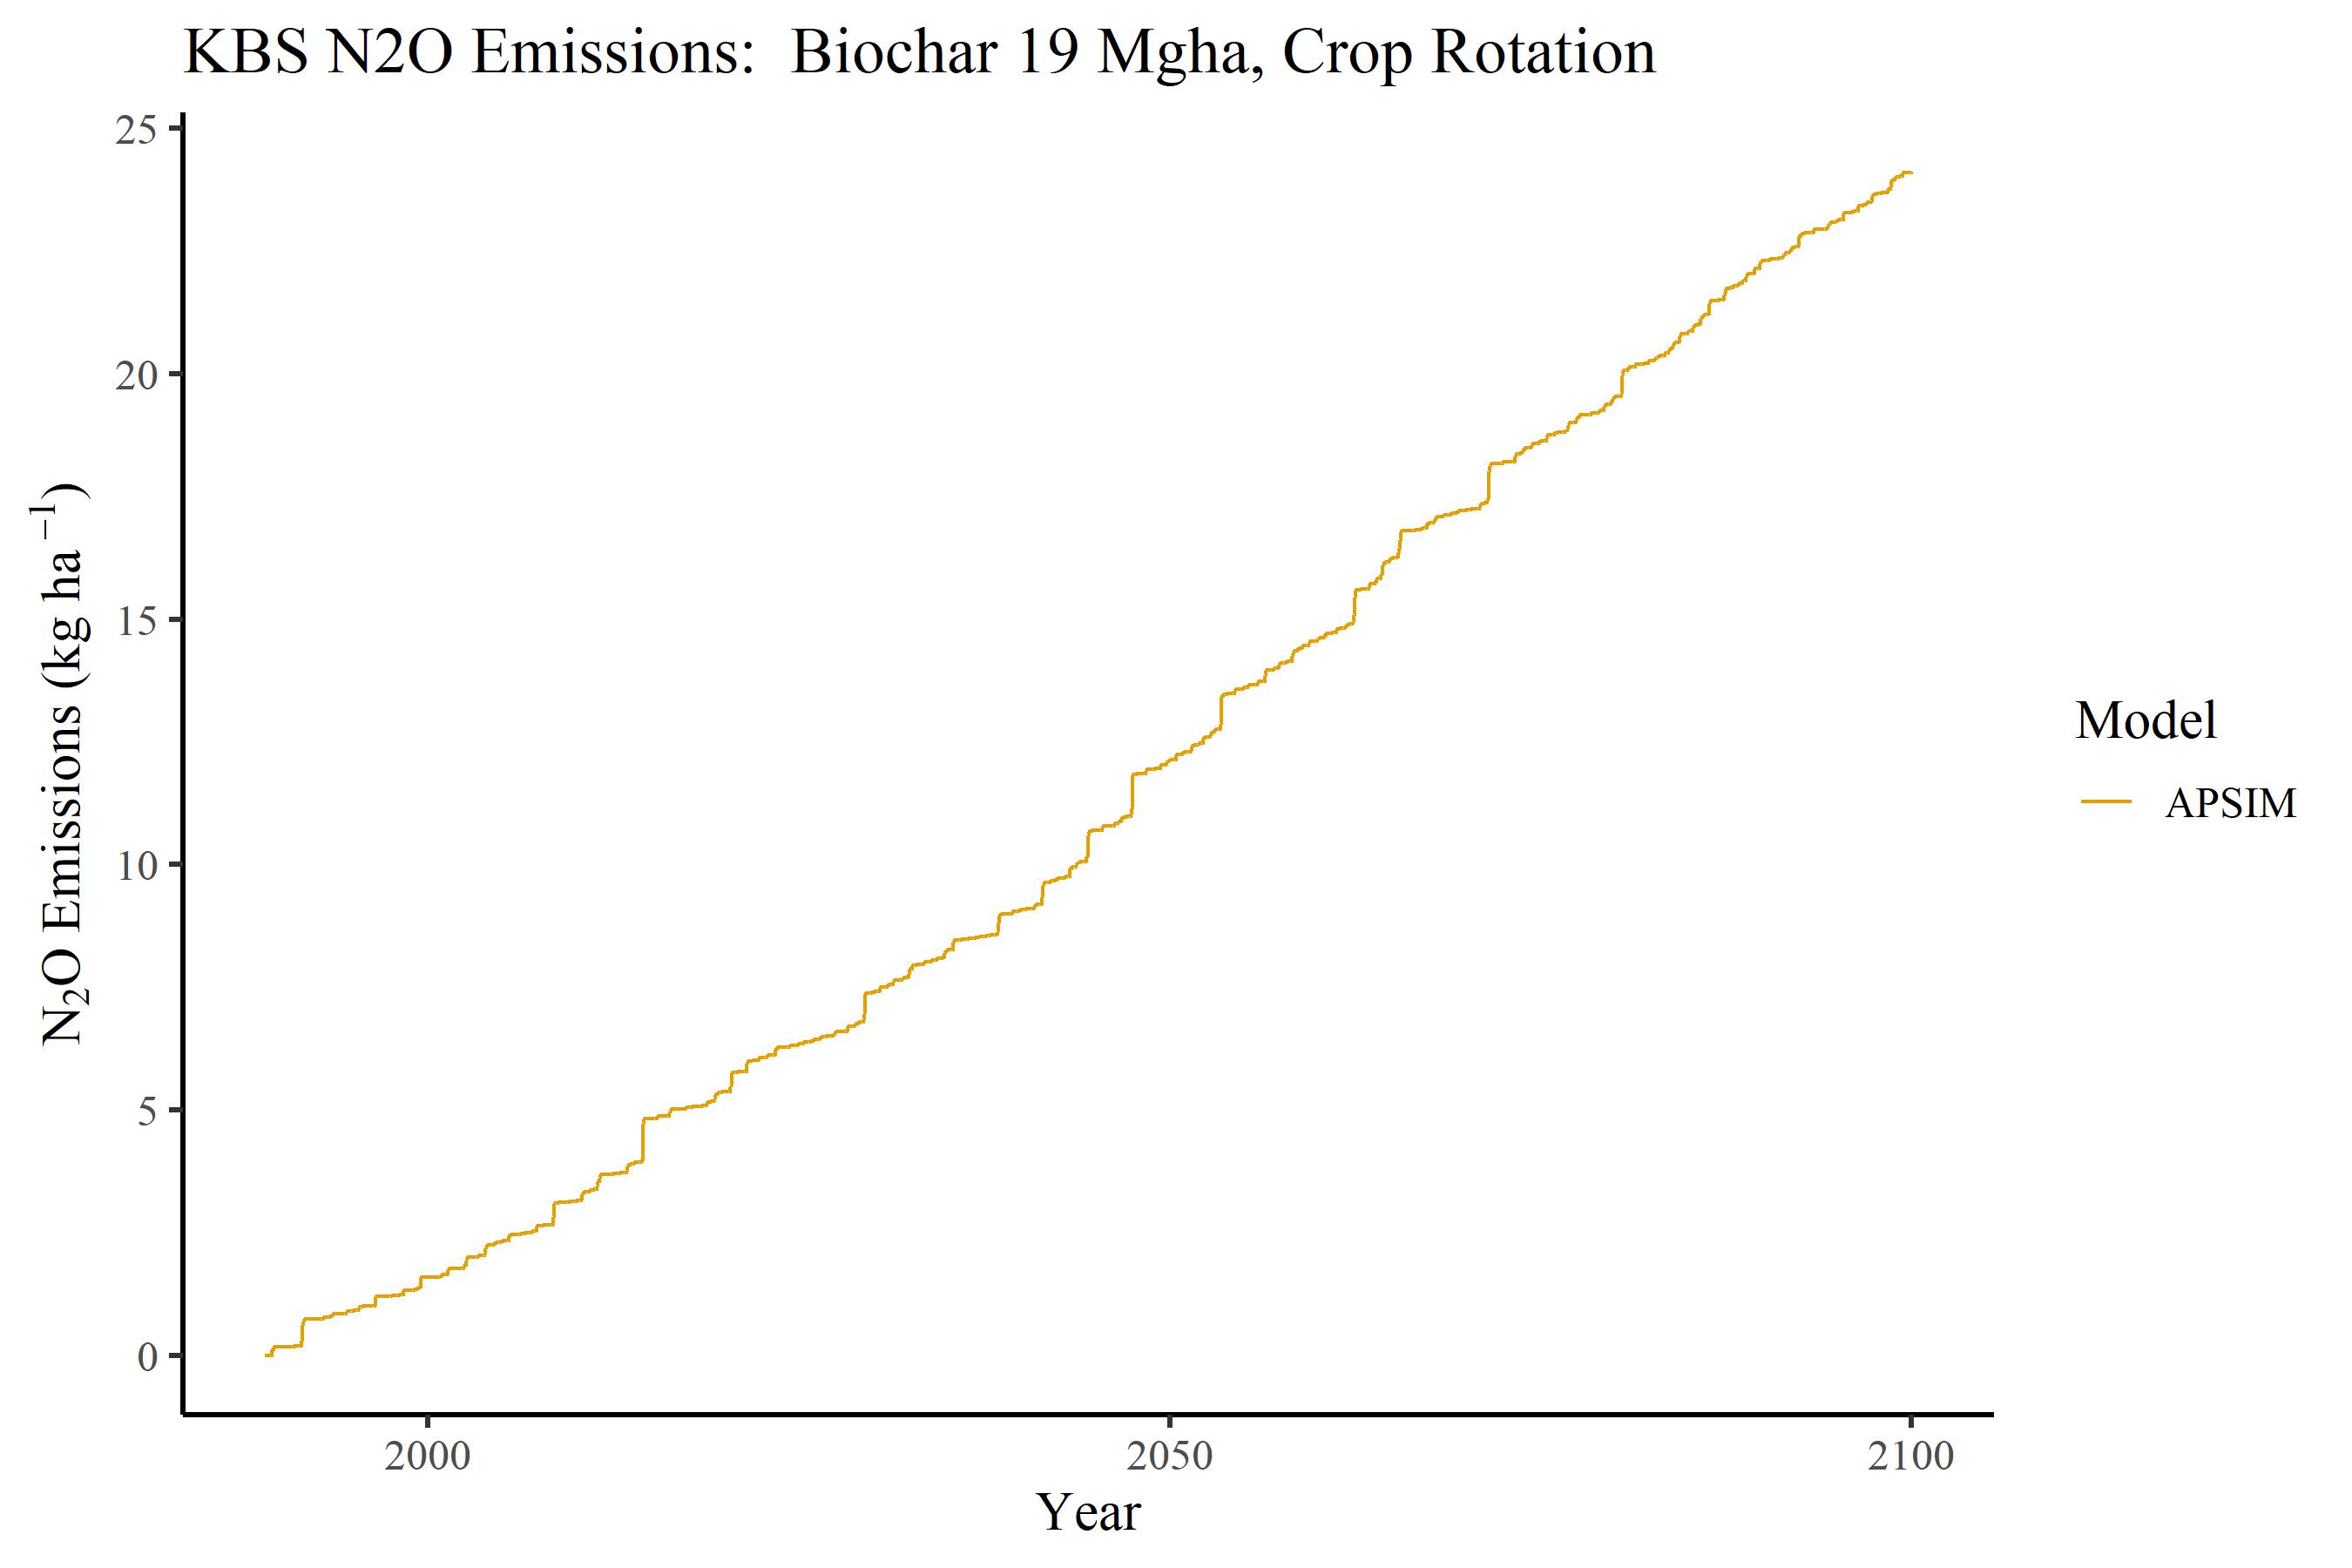 KBS N2O Emissions:  Biochar 19 Mgha, Crop Rotation
25
20
15
10
5
0
N₂O Emissions (kg ha ⁻¹)
2000
2050
2100
Year
Model
APSIM